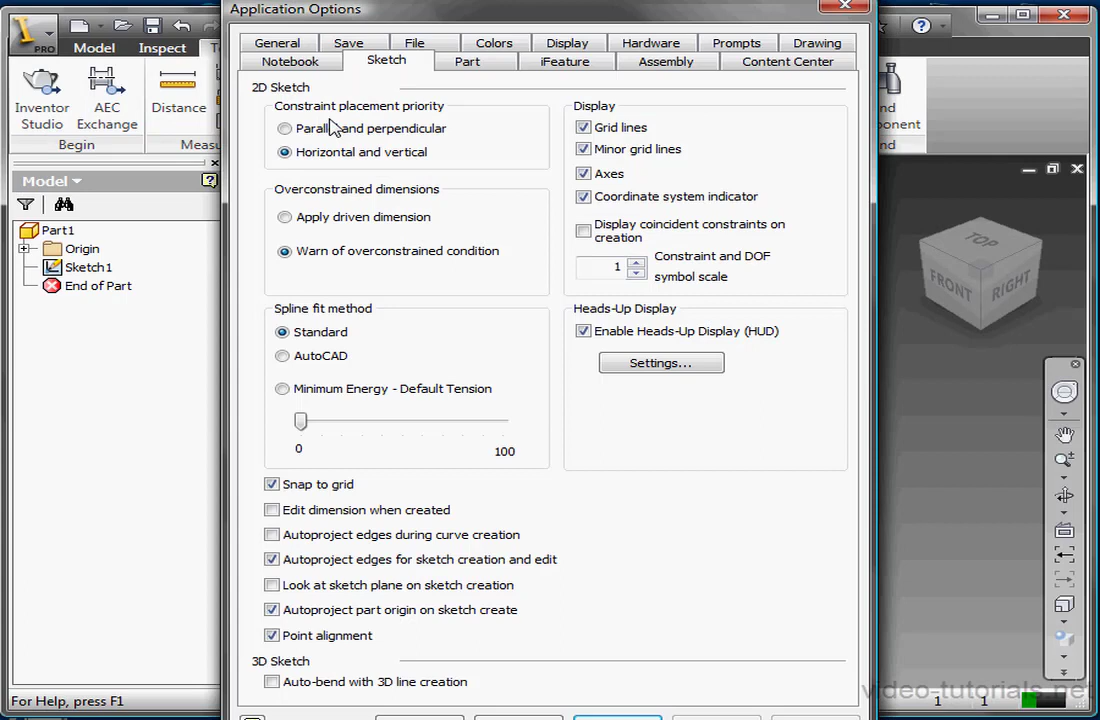 Application Options
PRO
Model
Inspect
General
Save
File
Colors
Display
Hardware
Prompts
Drawing
Notebook
Sketch
Part
iFeature
Assembly
Content Center
Inventor
Studio
AEC
Exchange
Distance
Begin
Model
Part1
Origin
Sketch1
End of Part
2D Sketch
Constraint placement priority
Parallel and perpendicular
Horizontal and vertical
Overconstrained dimensions
Apply driven dimension
Warn of overconstrained condition
Spline fit method
Standard
AutoCAD
Minimum Energy - Default Tension
0
100
Display
Grid lines
Minor grid lines
Axes
Coordinate system indicator
Display coincident constraints on
creation
1
Constraint and DOF
symbol scale
Heads-Up Display
Enable Heads-Up Display (HUD)
Settings...
Snap to grid
Edit dimension when created
Autoproject edges during curve creation
Autoproject edges for sketch creation and edit
Look at sketch plane on sketch creation
Autoproject part origin on sketch create
Point alignment
3D Sketch
Auto-bend with 3D line creation
TOP
FRONT
RIGHT
For Help, press F1
1
1
video-tutorials.net